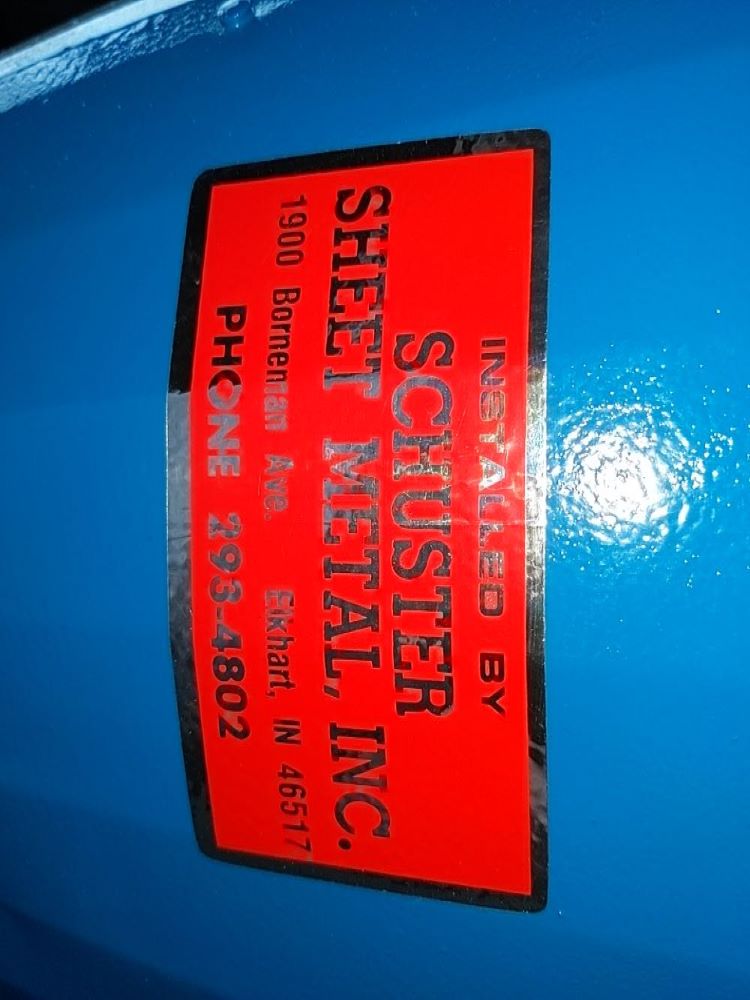 INSTALLED BY
SCHUSTER
SHEET METAL, INC.
1900 Borneman Ave. Elkhart, IN 46517
PHONE 293-4802